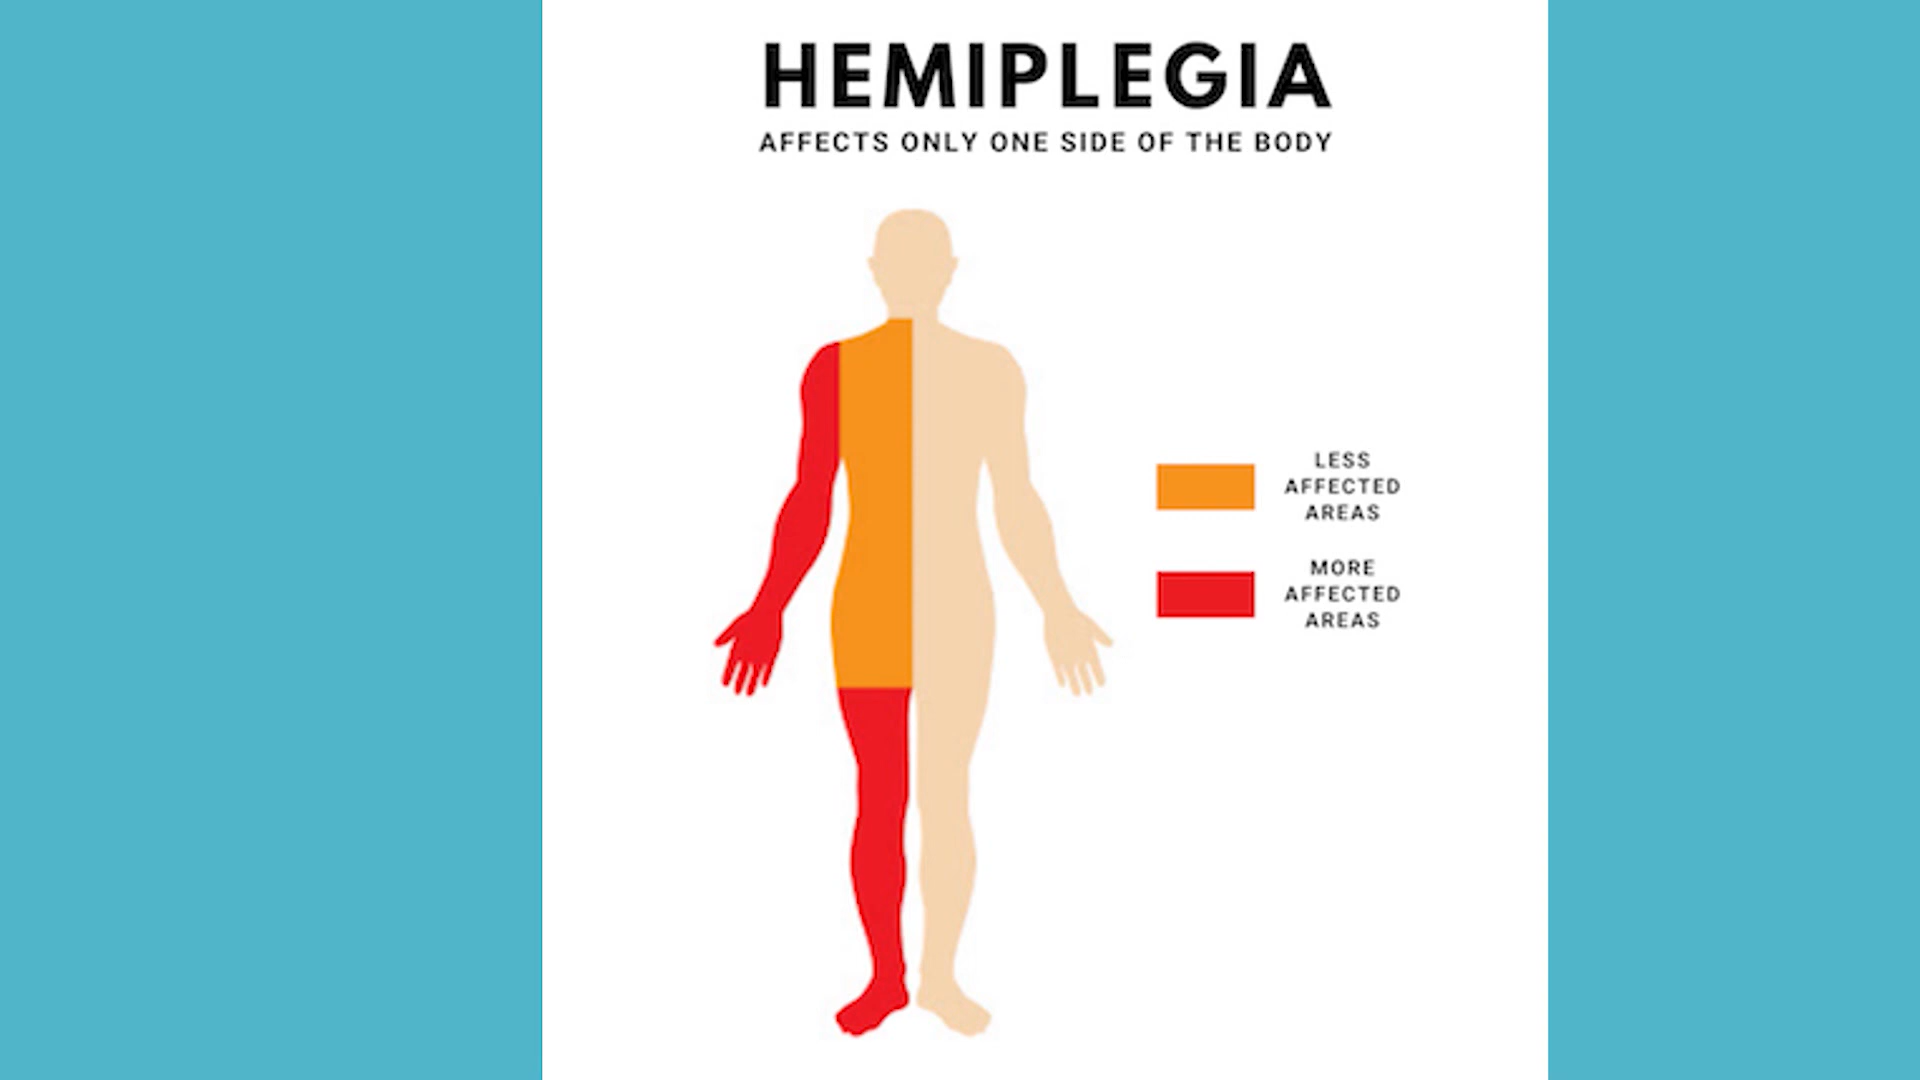 HEMIPLEGIA
AFFECTS ONLY ONE SIDE OF THE BODY
LESS
AFFECTED
AREAS
MORE
AFFECTED
AREAS